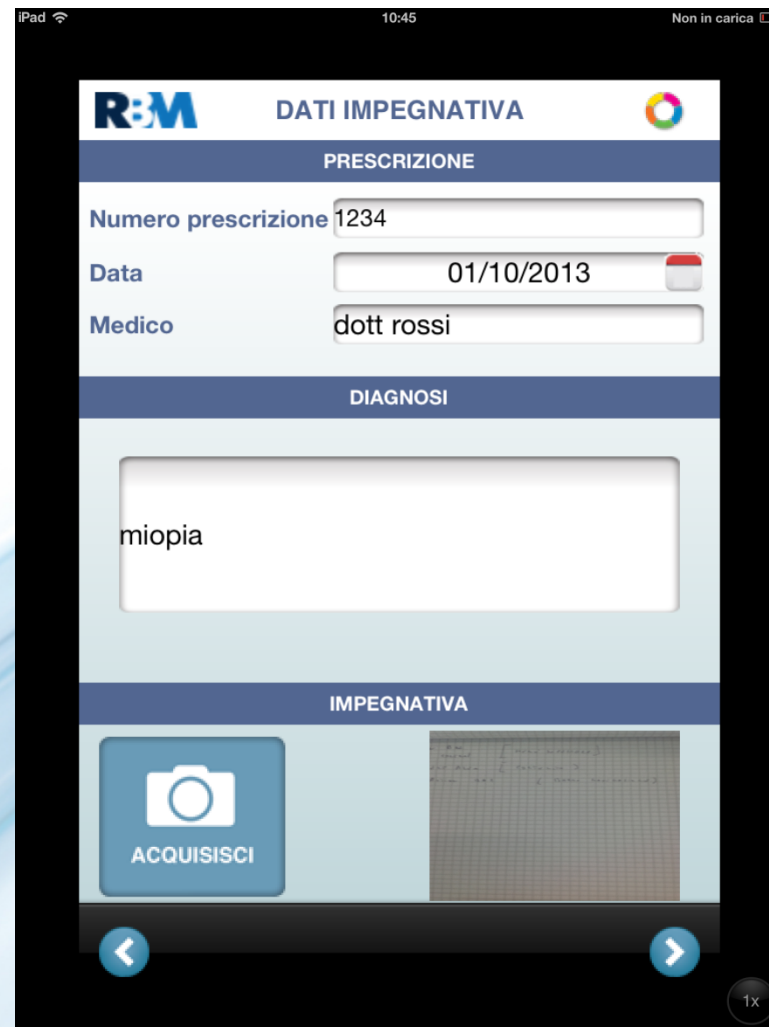 iPad 10:45 Non in carica
RBM DATI IMPEGNATIVA
PRESCRIZIONE
Numero prescrizione 1234
Data 01/10/2013
Medico dott rossi
DIAGNOSI
miopia
IMPEGNATIVA
ACQUISISCI
1x